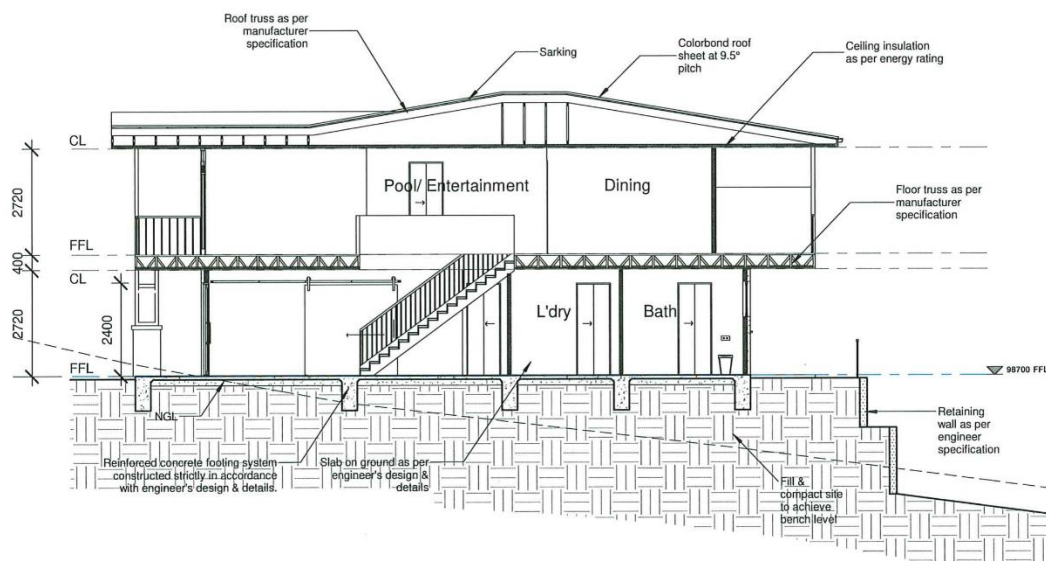 Roof truss as per
manufacturer
specification
Sarking
Colorbond roof
sheet at 9.5°
pitch
Ceiling insulation
as per energy rating
CL
2720
Pool/ Entertainment
Dining
Floor truss as per
manufacturer
specification
FFL
400
CL
2720
2400
L'dry
Bath
FFL
98700 FFL
NGL
Retaining
wall as per
engineer
specification
Reinforced concrete footing system
constructed strictly in accordance
with engineer's design & details.
Slab on ground as per
engineer's design &
details
Fill &
compact site
to achieve
bench level